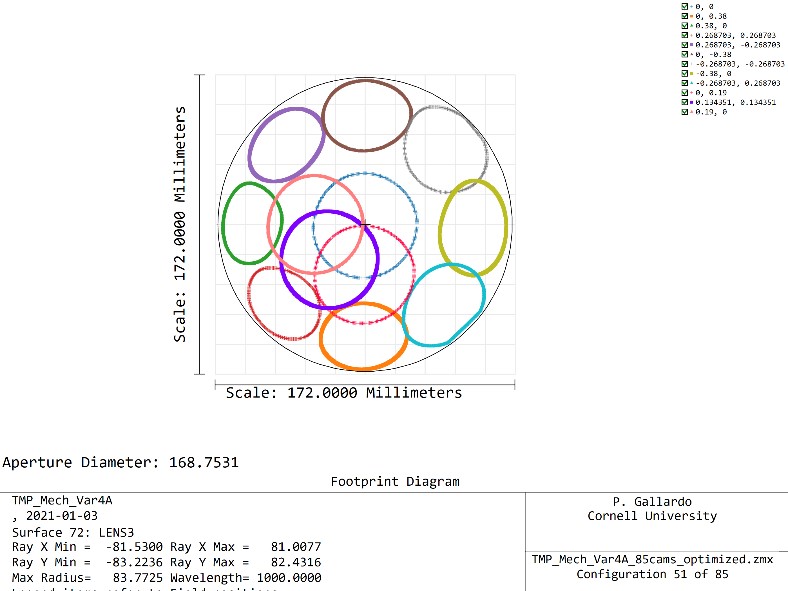 0, 0
0, 0.38
0.38, 0
0.268703, 0.268703
0.268703, -0.268703
0, -0.38
-0.268703, -0.268703
-0.38, 0
-0.268703, 0.268703
0, 0.19
0.134351, 0.134351
0.19, 0
Scale: 172.0000 Millimeters
Scale: 172.0000 Millimeters
Aperture Diameter: 168.7531
Footprint Diagram
TMP_Mech_Var4A
, 2021-01-03
Surface 72: LENS3
Ray X Min = -81.5300 Ray X Max = 81.0077
Ray Y Min = -83.2236 Ray Y Max = 82.4316
Max Radius= 83.7725 Wavelength= 1000.0000
P. Gallardo
Cornell University
TMP_Mech_Var4A_85cams_optimized.zmx
Configuration 51 of 85